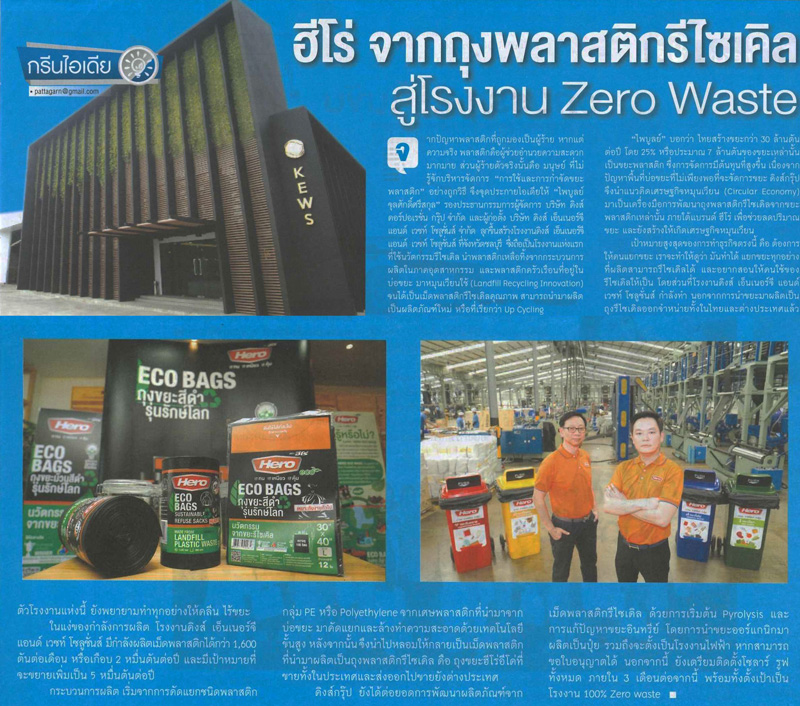 ฮีโร่ จากถุงพลาสติกรีไซเคิล
สู่โรงงาน Zero Waste
กรีนไอเดีย
• pattagarn@gmail.com
KEWS
จากปัญหาพลาสติกที่ถูกมองเป็นผู้ร้าย หากแต่
ความจริง พลาสติกคือผู้ช่วยอำนวยความสะดวก
มากมาย ส่วนผู้ร้ายตัวจริงนั้นคือ มนุษย์ ที่ไม่
รู้จักบริหารจัดการ "การใช้และการกำจัดขยะ
พลาสติก" อย่างถูกวิธี จึงจุดประกายไอเดียให้ "ไพบูลย์
จุลศักดิ์ศรีสกุล" รองประธานกรรมการผู้จัดการ บริษัท คิงส์
คอร์ปอเรชั่น กรุ๊ป จำกัด และผู้ก่อตั้ง บริษัท คิงส์ เอ็นเนอร์จี
แอนด์ เวสท์ โซลูชั่นส์ จำกัด ลุกขึ้นสร้างโรงงานคิงส์ เอ็นเนอร์จี
แอนด์ เวสท์ โซลูชั่นส์ ที่จังหวัดชลบุรี ซึ่งถือเป็นโรงงานแห่งแรก
ที่ใช้นวัตกรรมรีไซเคิล นำพลาสติกเหลือทิ้งจากกระบวนการ
ผลิตในภาคอุตสาหกรรม และพลาสติกครัวเรือนที่อยู่ใน
บ่อขยะ มาหมุนเวียนใช้ (Landfill Recycling Innovation)
จนได้เป็นเม็ดพลาสติกรีไซเคิลคุณภาพ สามารถนำมาผลิต
เป็นผลิตภัณฑ์ใหม่ หรือที่เรียกว่า Up Cycling
"ไพบูลย์" บอกว่า ไทยสร้างขยะกว่า 30 ล้านตัน
ต่อปี โดย 25% หรือประมาณ 7 ล้านตันของขยะเหล่านั้น
เป็นขยะพลาสติก ซึ่งการจัดการมีต้นทุนที่สูงขึ้น เนื่องจาก
ปัญหาพื้นที่บ่อขยะที่ไม่เพียงพอที่จะจัดการขยะ คิงส์กรุ๊ป
จึงนำแนวคิดเศรษฐกิจหมุนเวียน (Circular Economy)
มาเป็นเครื่องมือการพัฒนาถุงพลาสติกรีไซเคิลจากขยะ
พลาสติกเหล่านั้น ภายใต้แบรนด์ ฮีโร่ เพื่อช่วยลดปริมาณ
ขยะ และยังสร้างให้เกิดเศรษฐกิจหมุนเวียน
เป้าหมายสูงสุดของการทำธุรกิจตรงนี้ คือ ต้องการ
ให้คนแยกขยะ เราจะทำให้ดูว่า มันทำได้ แยกขยะทุกอย่าง
ที่ผลิตสามารถรีไซเคิลได้ และอยากสอนให้คนใช้ของ
รีไซเคิลให้เป็น โดยส่วนที่โรงงานคิงส์ เอ็นเนอร์จี แอนด์
เวสท์ โซลูชั่นส์ กำลังทำ นอกจากการนำขยะมาผลิตเป็น
ถุงรีไซเคิลออกจำหน่ายทั้งในไทยและต่างประเทศแล้ว
Hero
ECO BAGS
ถุงขยะสีดำ
รุ่นรักษ์โลก
Hero
ECO
BAGS
ถุงขยะม้วนสีดำ
รุ่นรักษ์โลก
นวัตกรรม
Hero
ECO
BAGS
SUSTAINABLE
REFUSE SACKS
LANDFILL
PLASTIC WASTE
Hero
ECO BAGS
ถุงขยะสีดำ
รุ่นรักษ์โลก
นวัตกรรม
จากขยะรีไซเคิล
30
40
L
12
ตัวโรงงานแห่งนี้ ยังพยายามทำทุกอย่างให้คลีน ไร้ขยะ
ในแง่ของกำลังการผลิต โรงงานคิงส์ เอ็นเนอร์จี
แอนด์ เวสท์ โซลูชั่นส์ มีกำลังผลิตเม็ดพลาสติกได้กว่า 1,600
ตันต่อเดือน หรือเกือบ 2 หมื่นตันต่อปี และมีเป้าหมายที่
จะขยายเพิ่มเป็น 5 หมื่นตันต่อปี
กระบวนการผลิต เริ่มจากการคัดแยกชนิดพลาสติก
กลุ่ม PE หรือ Polyethylene จากเศษพลาสติกที่นำมาจาก
บ่อขยะ มาคัดแยกและล้างทำความสะอาดด้วยเทคโนโลยี
ขั้นสูง หลังจากนั้นจึงนำไปหลอมให้กลายเป็นเม็ดพลาสติก
ที่นำมาผลิตเป็นถุงพลาสติกรีไซเคิล คือ ถุงขยะฮีโร่อีโค่ที่
ขายทั้งในประเทศและส่งออกไปขายยังต่างประเทศ
คิงส์กรุ๊ป ยังได้ต่อยอดการพัฒนาผลิตภัณฑ์จาก
เม็ดพลาสติกรีไซเคิล ด้วยการเริ่มต้น Pyrolysis และ
การแก้ปัญหาขยะอินทรีย์ โดยการนำขยะออร์แกนิกมา
ผลิตเป็นปุ๋ย รวมถึงจะตั้งเป็นโรงงานไฟฟ้า หากสามารถ
ขอใบอนุญาตได้ นอกจากนี้ ยังเตรียมติดตั้งโซลาร์ รูฟ
ทั้งหมด ภายใน 3 เดือนต่อจากนี้ พร้อมทั้งตั้งเป้าเป็น
โรงงาน 100% Zero waste ■